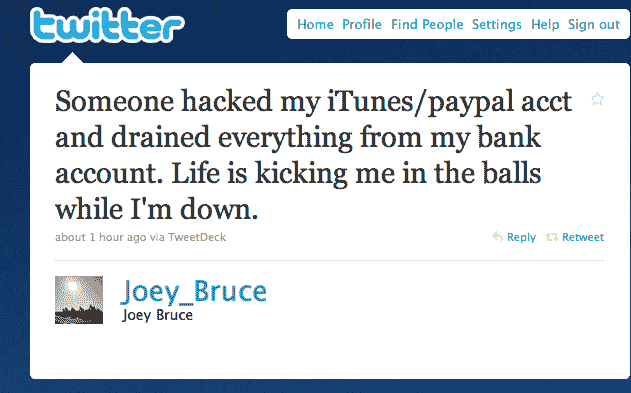 twitter
Home Profile Find People Settings Help Sign out
Someone hacked my iTunes/paypal acct
and drained everything from my bank
account. Life is kicking me in the balls
while I'm down.
about 1 hour ago via TweetDeck
Reply Retweet
Joey_Bruce
Joey Bruce